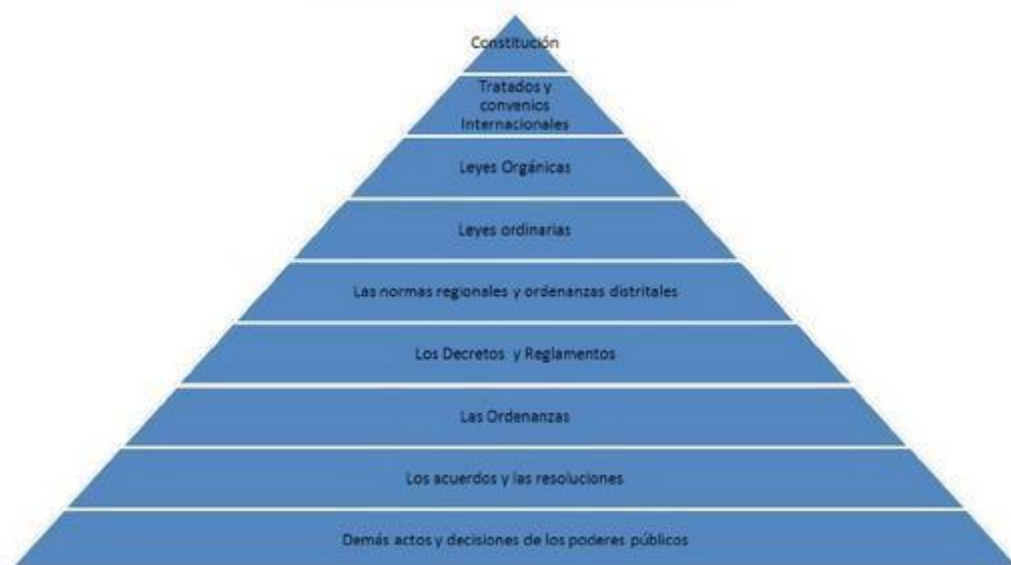 Constitución
Tratados y
convenios
Internacionales
Leyes Orgánicas
Leyes ordinarias
Las normas regionales y ordenanzas distritales
Los Decretos y Reglamentos
Las Ordenanzas
Los acuerdos y las resoluciones
Demás actos y decisiones de los poderes públicos